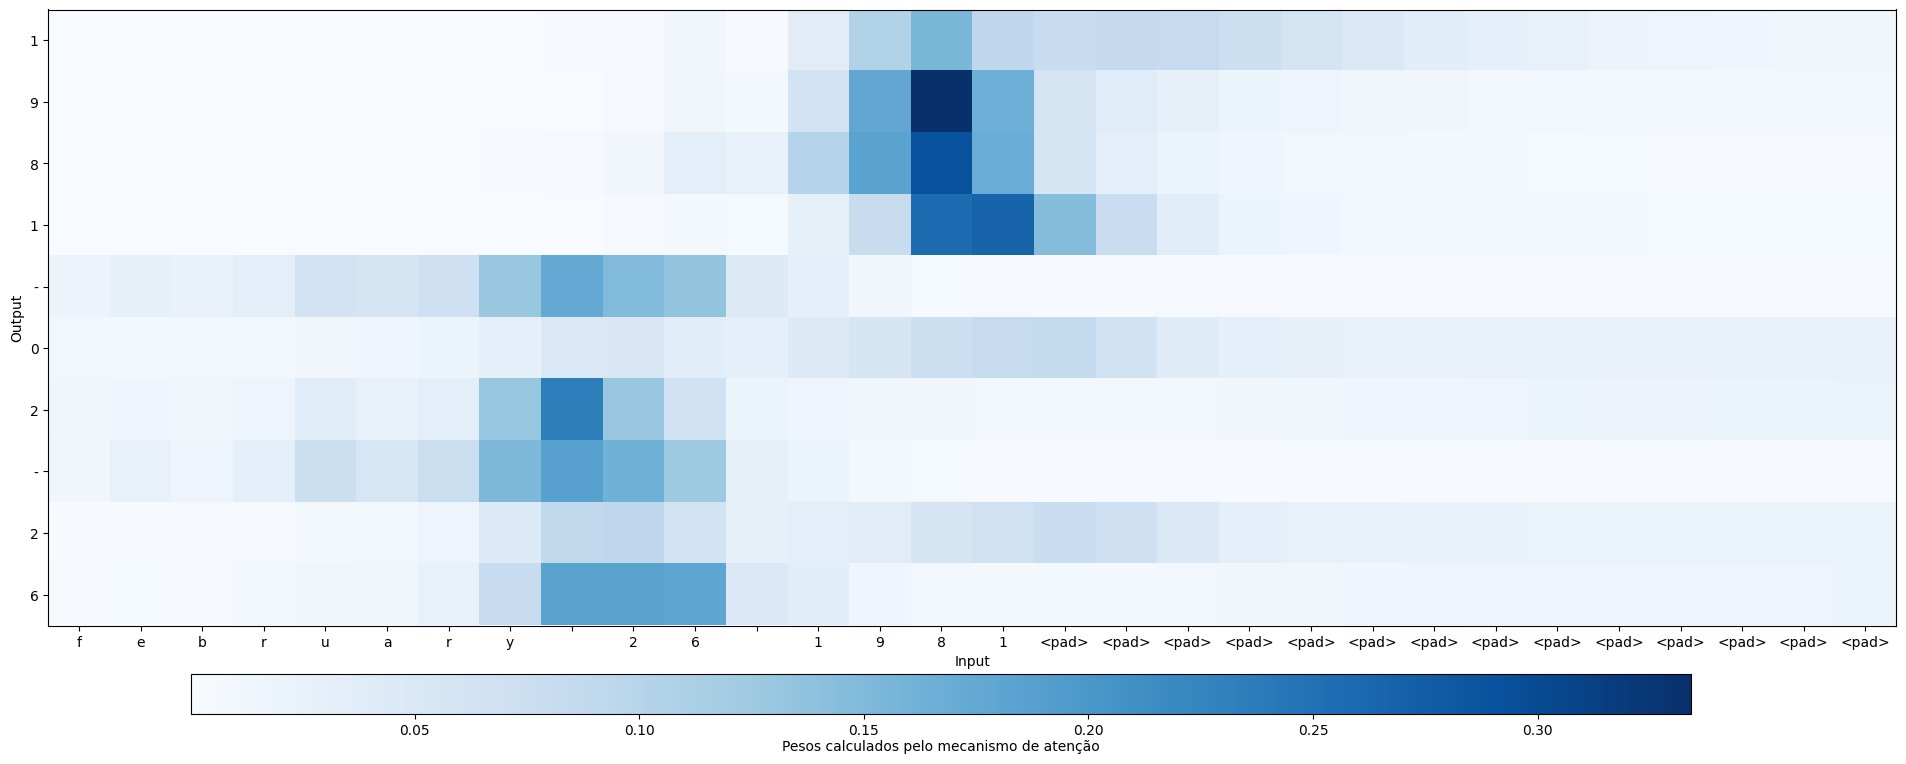 1
9
8
1
-
0
2
-
2
6
Output
f e b r u a r y 2 6 1 9 8 1 <pad> <pad> <pad> <pad> <pad> <pad> <pad> <pad> <pad> <pad> <pad> <pad> <pad> <pad>
Input
0.05 0.10 0.15 0.20 0.25 0.30
Pesos calculados pelo mecanismo de atenção